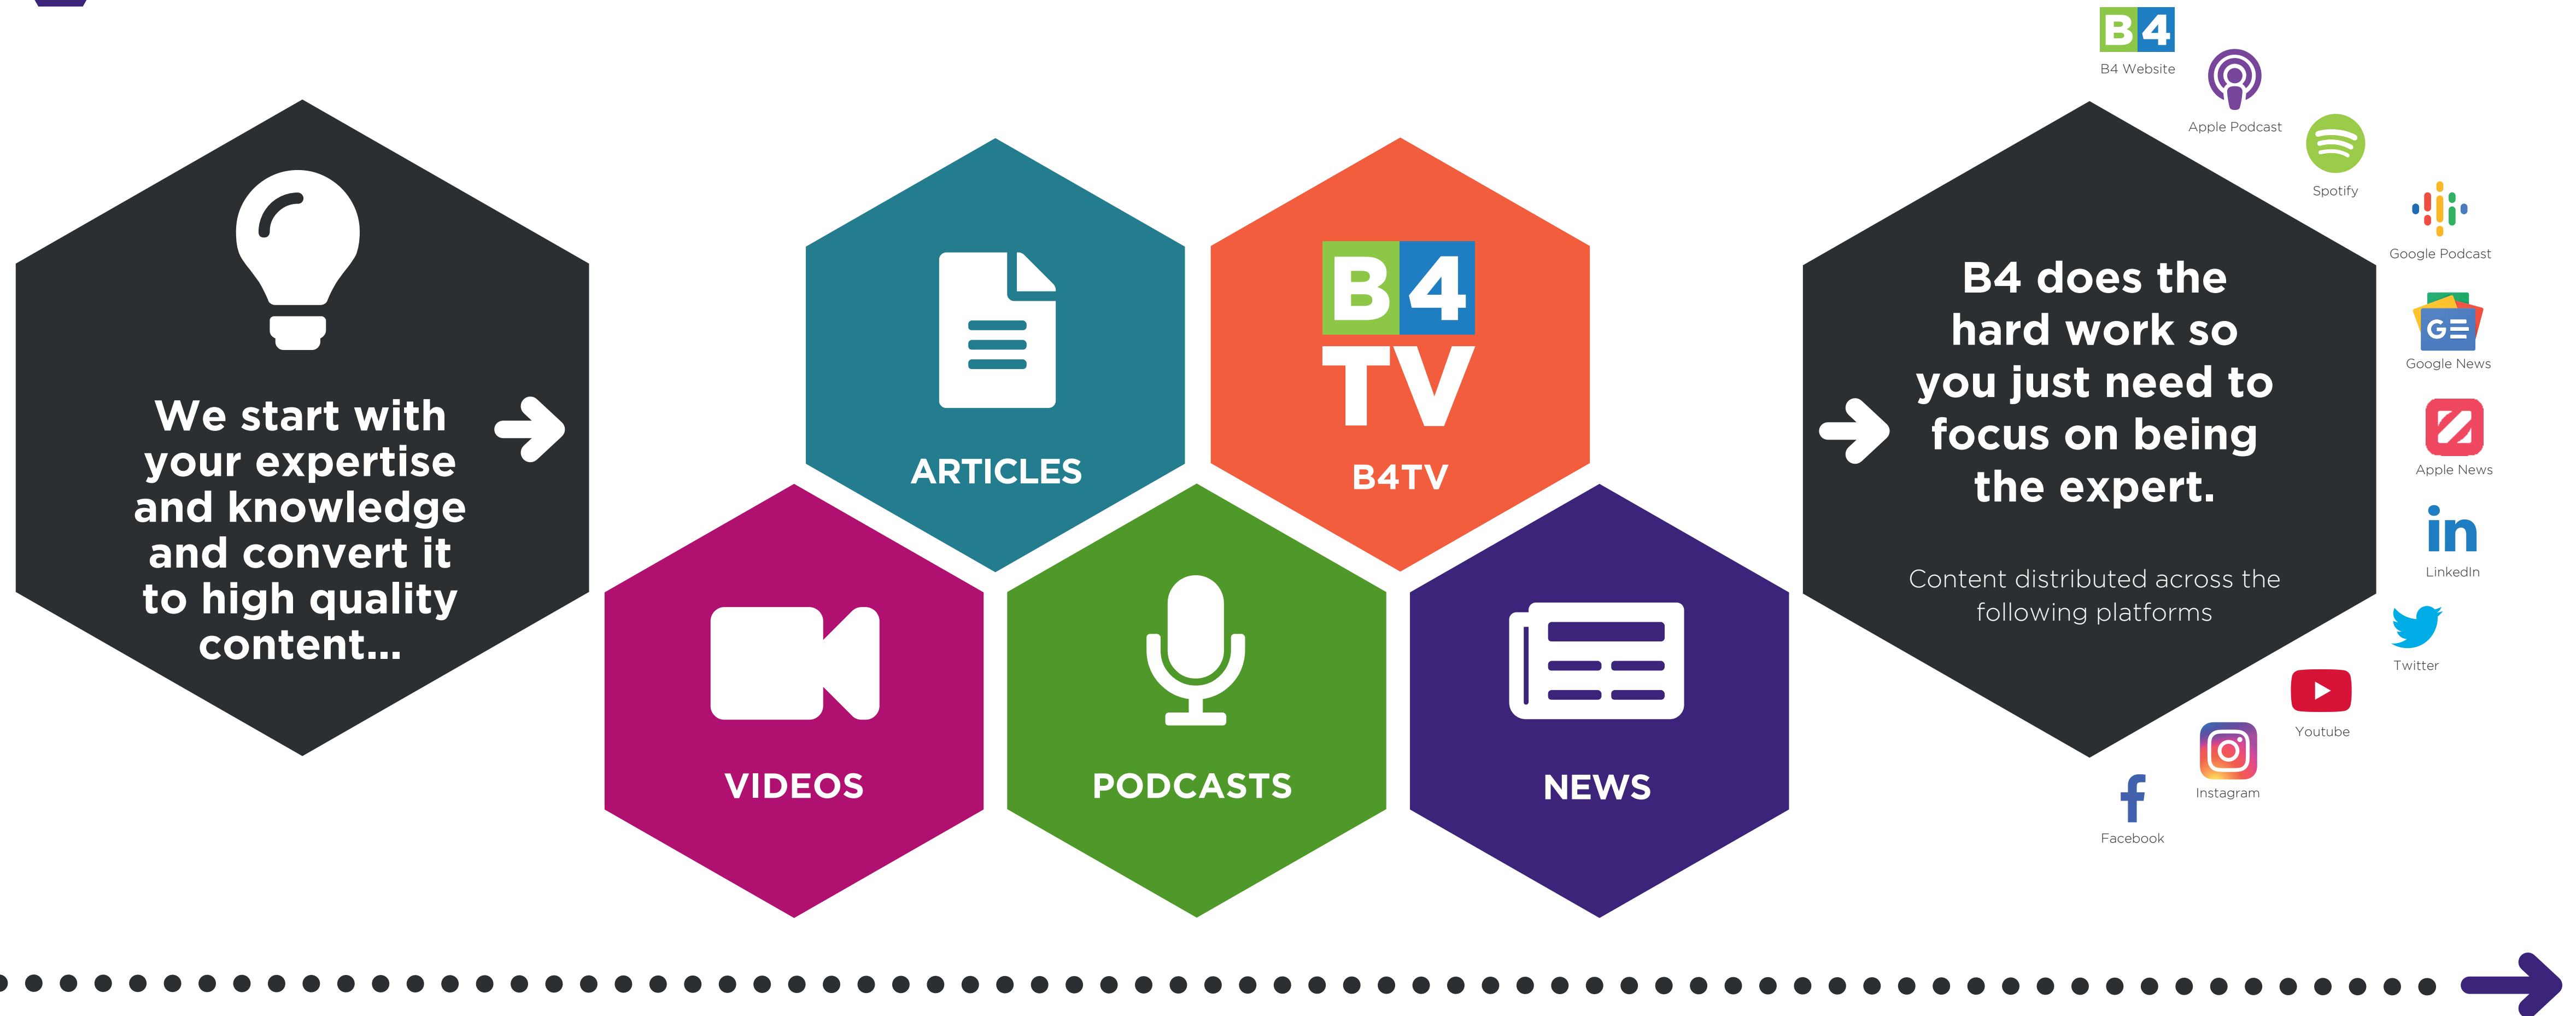 We start with
your expertise
and knowledge
and convert it
to high quality
content...
ARTICLES
B4
TV
B4TV
VIDEOS
PODCASTS
NEWS
B4 does the
hard work so
you just need to
focus on being
the expert.
Content distributed across the
following platforms
B4
B4 Website
Apple Podcast
Spotify
Google Podcast
GE
Google News
Apple News
in
LinkedIn
Twitter
Youtube
Instagram
f
Facebook